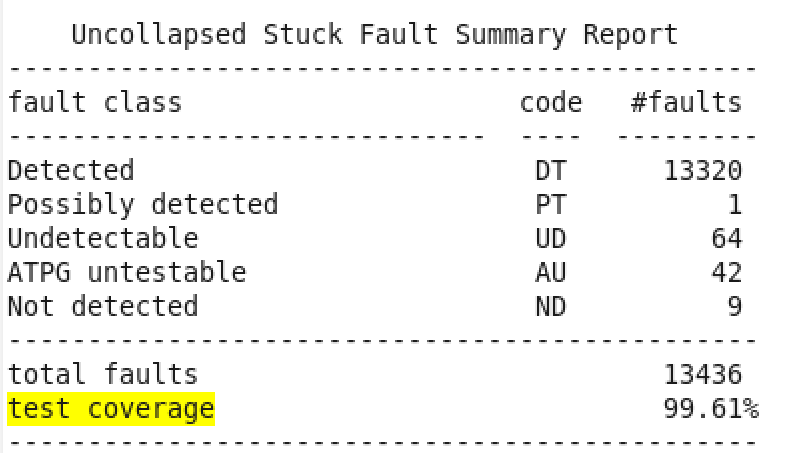 Uncollapsed Stuck Fault Summary Report
-----------------------------------------------
fault class                     code   #faults
------------------------------  ----  ---------
Detected                         DT      13320
Possibly detected                PT          1
Undetectable                     UD         64
ATPG untestable                  AU         42
Not detected                     ND          9
-----------------------------------------------
total faults                             13436
test coverage                            99.61%
-----------------------------------------------